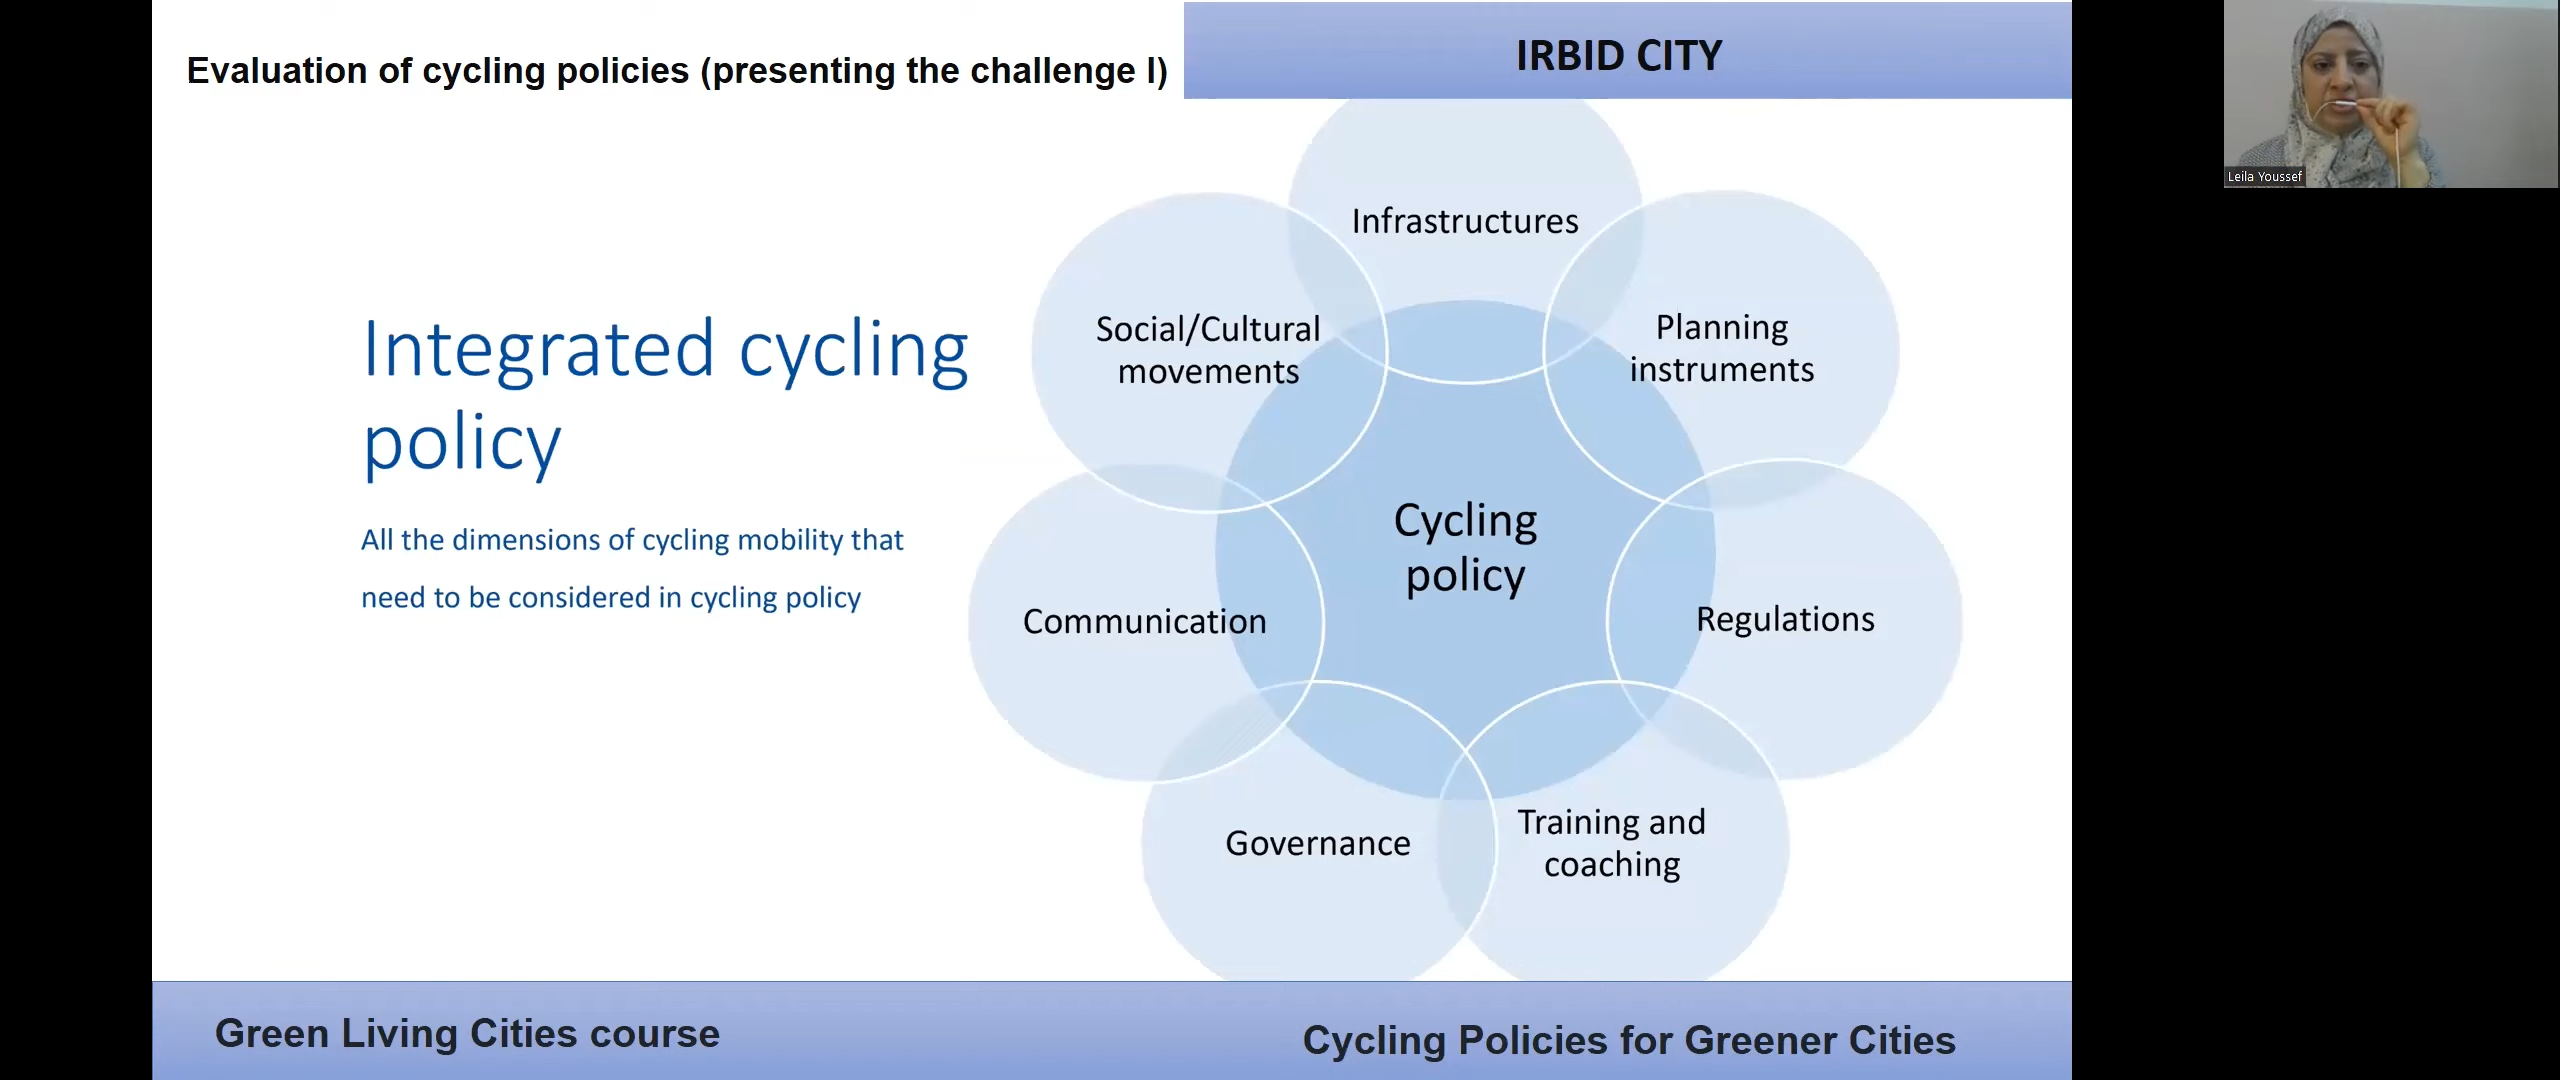 Evaluation of cycling policies (presenting the challenge I)
IRBID CITY
Leila Youssef
Integrated cycling
policy
All the dimensions of cycling mobility that
need to be considered in cycling policy
Infrastructures
Social/Cultural
movements
Planning
instruments
Cycling
policy
Communication
Regulations
Governance
Training and
coaching
Green Living Cities course
Cycling Policies for Greener Cities